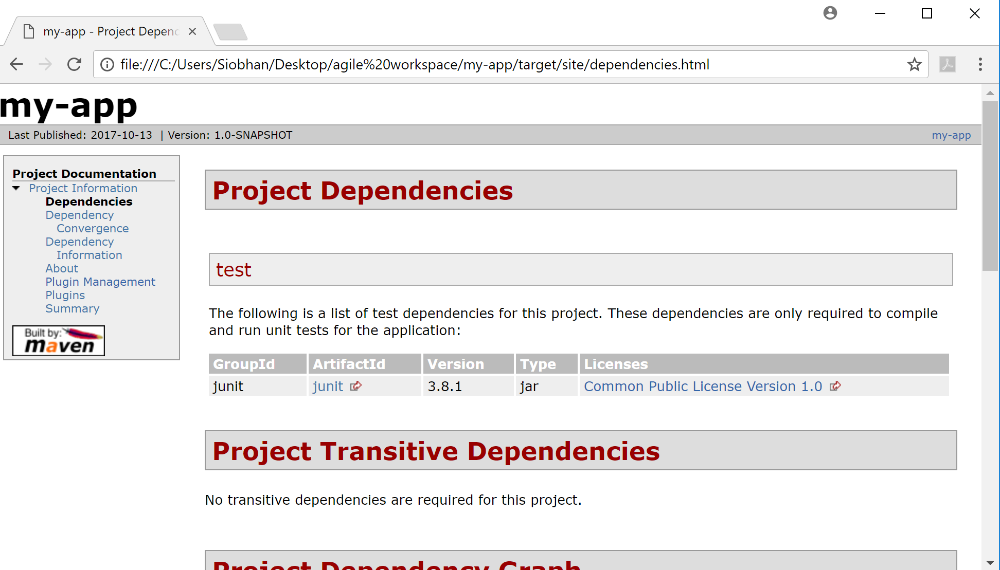 my-app - Project Depend
file:///C:/Users/Siobhan/Desktop/agile%20workspace/my-app/target/site/dependencies.html
my-app
Last Published: 2017-10-13 | Version: 1.0-SNAPSHOT
my-app
Project Documentation
Project Information
Dependencies
Dependency
Convergence
Dependency
Information
About
Plugin Management
Plugins
Summary
Built by:
maven
Project Dependencies
test
The following is a list of test dependencies for this project. These dependencies are only required to compile
and run unit tests for the application:
GroupId ArtifactId Version Type Licenses
junit junit 3.8.1 jar Common Public License Version 1.0
Project Transitive Dependencies
No transitive dependencies are required for this project.
Project Dependency Graph